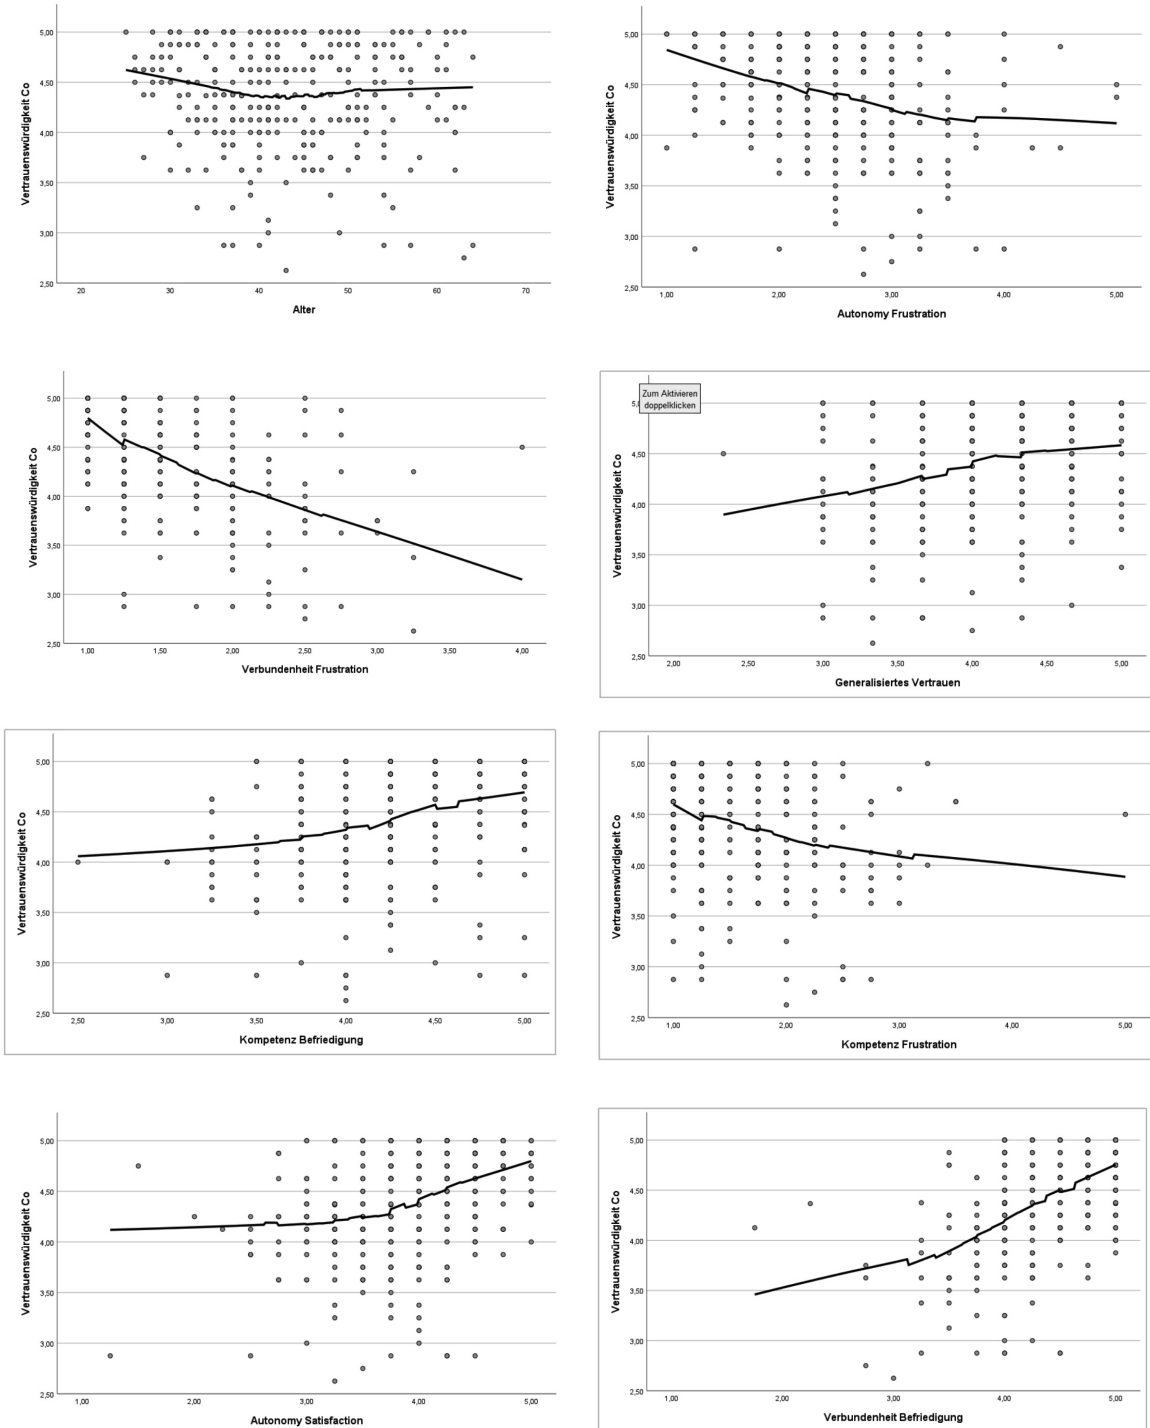 5,00
4,50
4,00
3,50
3,00
2,50
Vertrauenswürdigkeit Co
20 30 40 50 60 70
Alter
5,00
4,50
4,00
3,50
3,00
2,50
Vertrauenswürdigkeit Co
1,00 2,00 3,00 4,00 5,00
Autonomy Frustration
5,00
4,50
4,00
3,50
3,00
2,50
Vertrauenswürdigkeit Co
1,00 1,50 2,00 2,50 3,00 3,50 4,00
Verbundenheit Frustration
Zum Aktivieren
doppelklicken
4,50
4,00
3,50
3,00
2,50
Vertrauenswürdigkeit Co
2,00 3,00 3,50 4,00 4,50 5,00
Generalisiertes Vertrauen
5,00
4,50
4,00
3,50
3,00
2,50
Vertrauenswürdigkeit Co
2,50 3,00 3,50 4,00 4,50 5,00
Kompetenz Befriedigung
5,00
4,50
4,00
3,50
3,00
2,50
Vertrauenswürdigkeit Co
1,00 2,00 3,00 4,00 5,00
Kompetenz Frustration
5,00
4,50
4,00
3,50
3,00
2,50
Vertrauenswürdigkeit Co
1,00 2,00 3,00 4,00 5,00
Autonomy Satisfaction
5,00
4,50
4,00
3,50
3,00
2,50
Vertrauenswürdigkeit Co
1,00 2,00 3,00 4,00 5,00
Verbundenheit Befriedigung